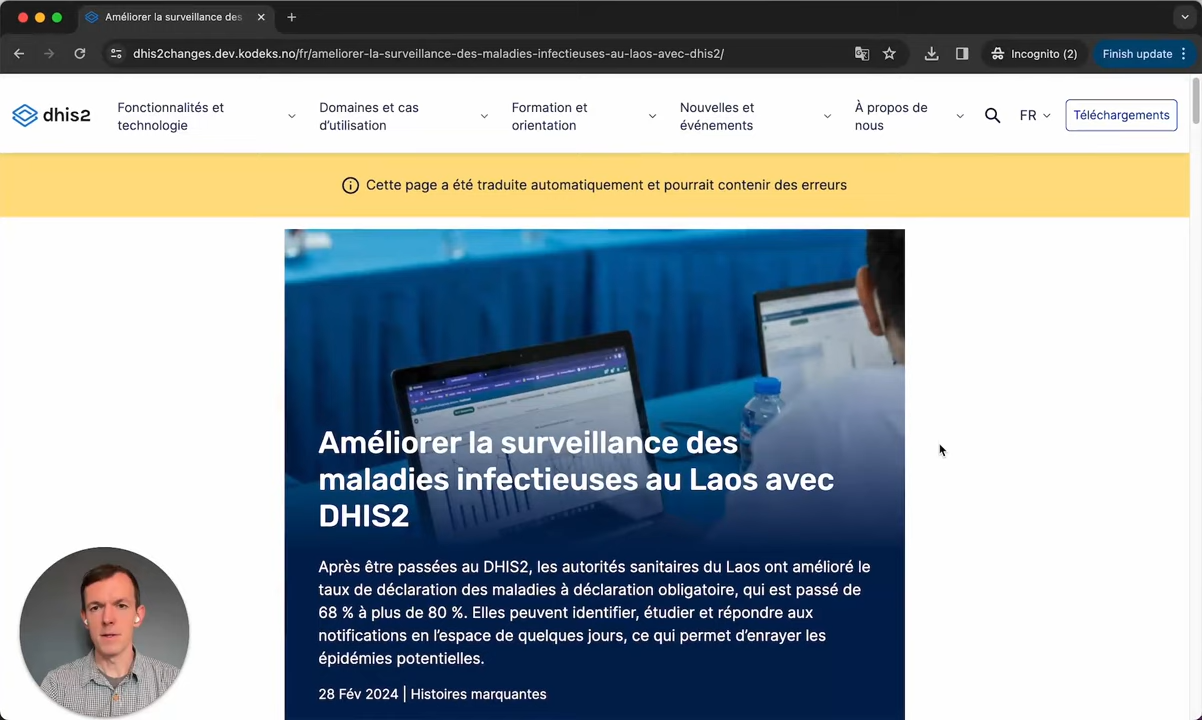 Améliorer la surveillance des
dhis2changes.dev.kodeks.no/fr/ameliorer-la-surveillance-des-maladies-infectieuses-au-laos-avec-dhis2/
Incognito (2)
Finish update
dhis2
Fonctionnalités et
technologie
Domaines et cas
d'utilisation
Formation et
orientation
Nouvelles et
événements
À propos de
nous
FR
Téléchargements
Cette page a été traduite automatiquement et pourrait contenir des erreurs
Améliorer la surveillance des
maladies infectieuses au Laos avec
DHIS2
Après être passées au DHIS2, les autorités sanitaires du Laos ont amélioré le
taux de déclaration des maladies à déclaration obligatoire, qui est passé de
68 % à plus de 80 %. Elles peuvent identifier, étudier et répondre aux
notifications en l'espace de quelques jours, ce qui permet d'enrayer les
épidémies potentielles.
28 Fév 2024 | Histoires marquantes